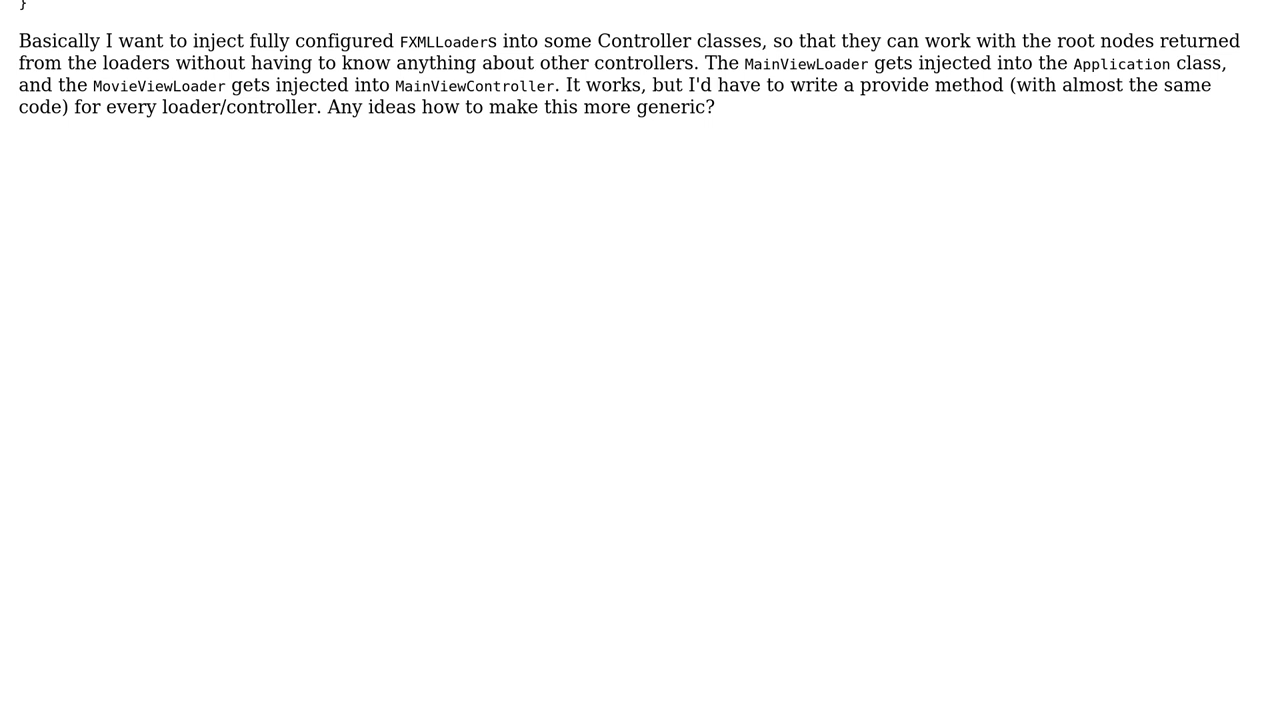 }
Basically I want to inject fully configured FXMLLoaders into some Controller classes, so that they can work with the root nodes returned
from the loaders without having to know anything about other controllers. The MainViewLoader gets injected into the Application class,
and the MovieViewLoader gets injected into MainViewController. It works, but I'd have to write a provide method (with almost the same
code) for every loader/controller. Any ideas how to make this more generic?